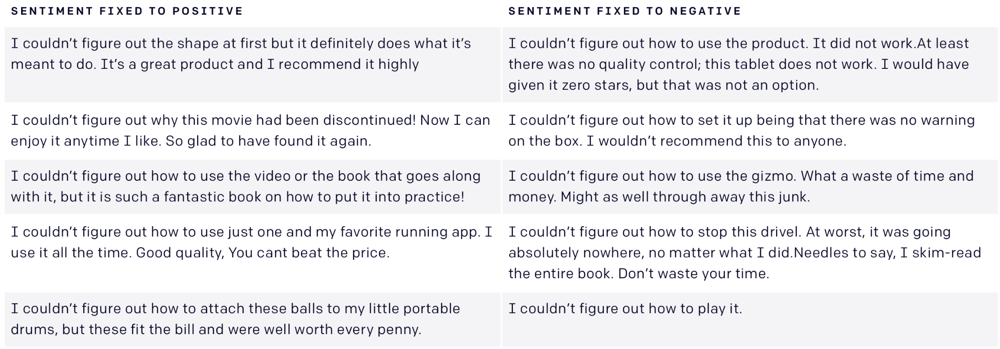 SENTIMENT FIXED TO POSITIVE
SENTIMENT FIXED TO NEGATIVE
I couldn’t figure out the shape at first but it definitely does what it’s
meant to do. It’s a great product and I recommend it highly
I couldn’t figure out how to use the product. It did not work.At least
there was no quality control; this tablet does not work. I would have
given it zero stars, but that was not an option.
I couldn’t figure out why this movie had been discontinued! Now I can
enjoy it anytime I like. So glad to have found it again.
I couldn’t figure out how to set it up being that there was no warning
on the box. I wouldn’t recommend this to anyone.
I couldn’t figure out how to use the video or the book that goes along
with it, but it is such a fantastic book on how to put it into practice!
I couldn’t figure out how to use the gizmo. What a waste of time and
money. Might as well through away this junk.
I couldn’t figure out how to use just one and my favorite running app. I
use it all the time. Good quality, You cant beat the price.
I couldn’t figure out how to stop this drivel. At worst, it was going
absolutely nowhere, no matter what I did.Needles to say, I skim-read
the entire book. Don’t waste your time.
I couldn’t figure out how to attach these balls to my little portable
drums, but these fit the bill and were well worth every penny.
I couldn’t figure out how to play it.